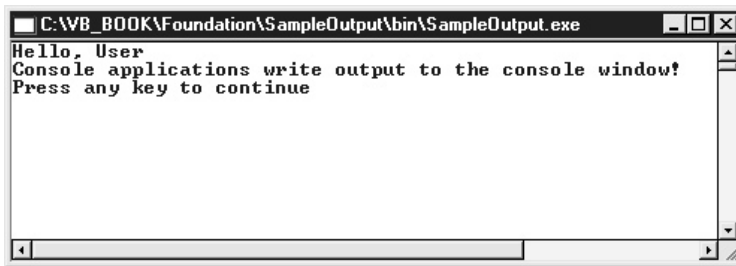 C:\VB_BOOK\Foundation\SampleOutput\bin\SampleOutput.exe
Hello, User
Console applications write output to the console window!
Press any key to continue